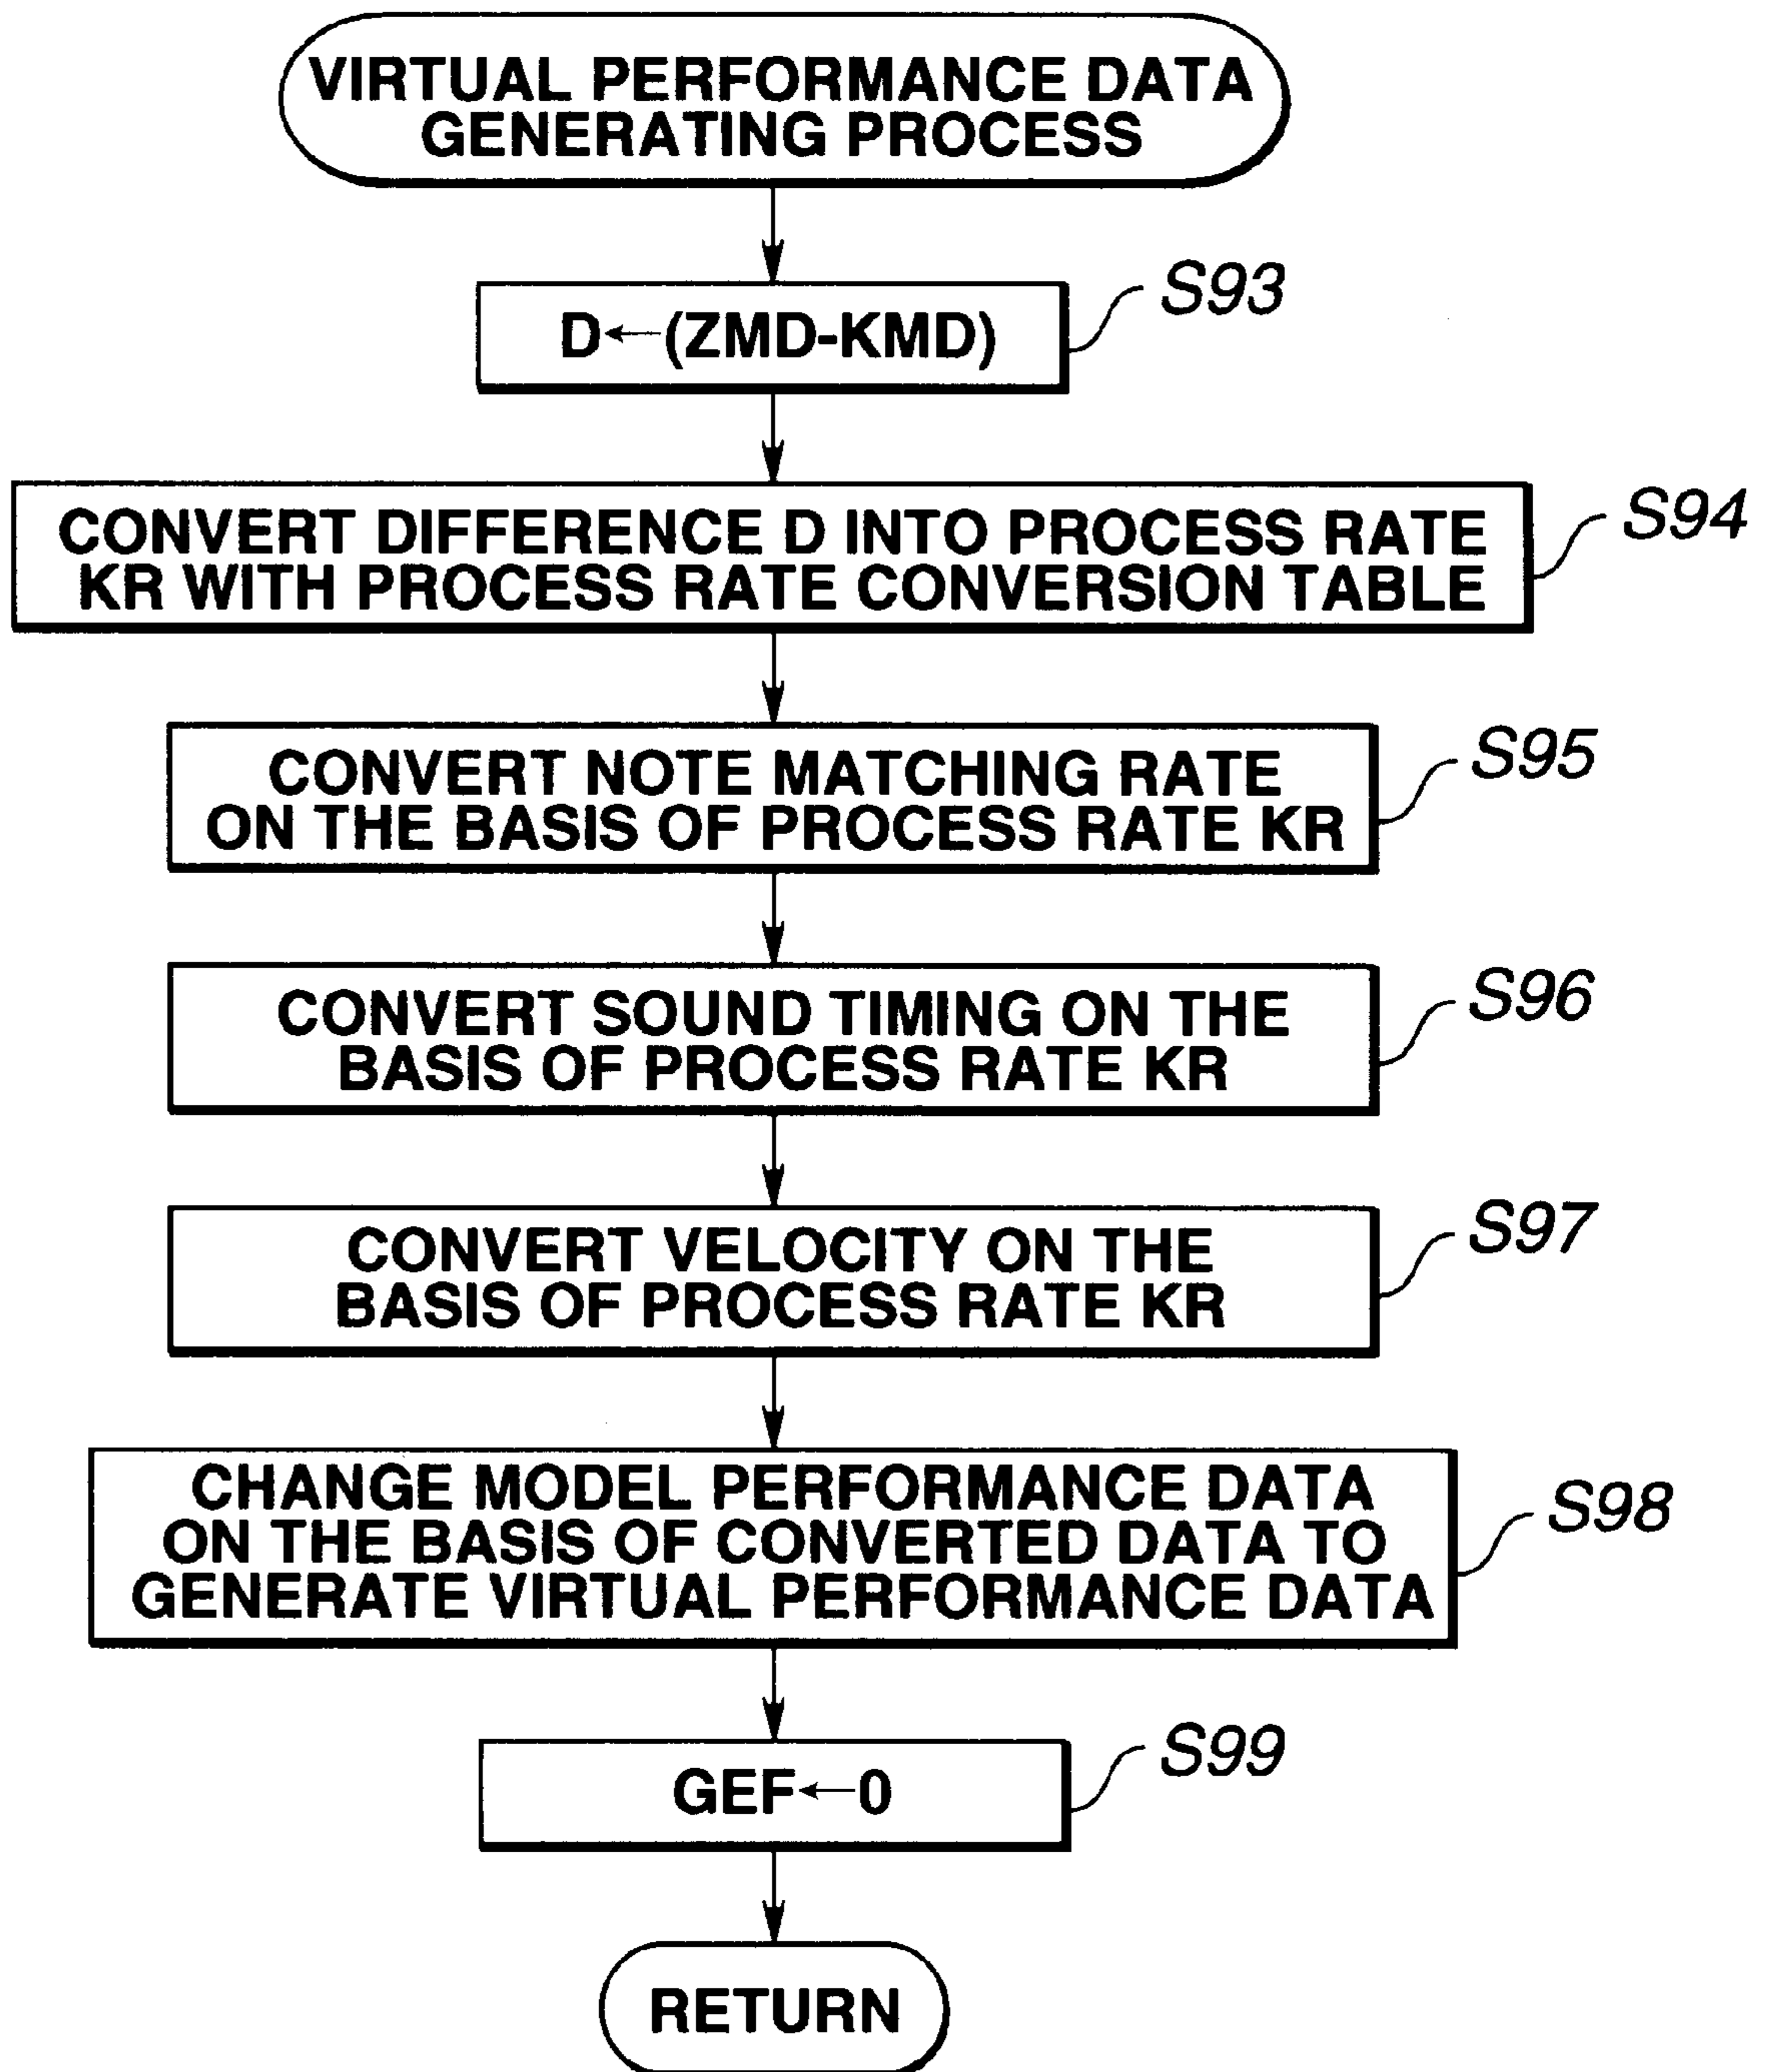 VIRTUAL PERFORMANCE DATA
GENERATING PROCESS
S93
D←(ZMD-KMD)
S94
CONVERT DIFFERENCE D INTO PROCESS RATE
KR WITH PROCESS RATE CONVERSION TABLE
S95
CONVERT NOTE MATCHING RATE
ON THE BASIS OF PROCESS RATE KR
S96
CONVERT SOUND TIMING ON THE
BASIS OF PROCESS RATE KR
S97
CONVERT VELOCITY ON THE
BASIS OF PROCESS RATE KR
S98
CHANGE MODEL PERFORMANCE DATA
ON THE BASIS OF CONVERTED DATA TO
GENERATE VIRTUAL PERFORMANCE DATA
S99
GEF←0
RETURN